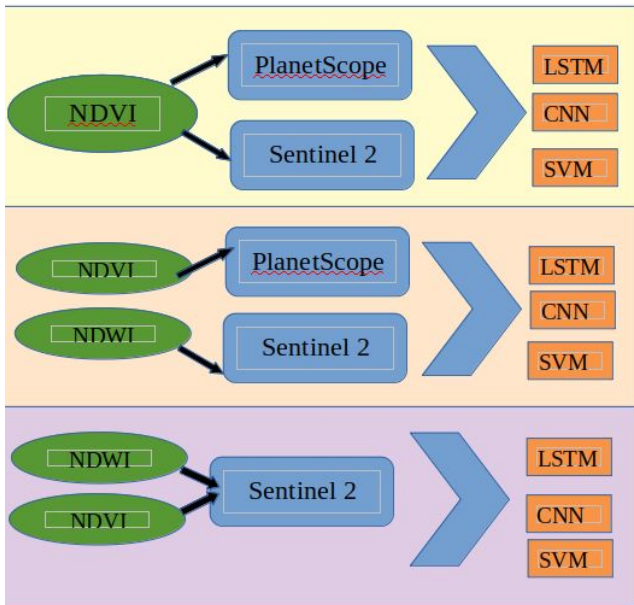 PlanetScope
NDVI
Sentinel 2
LSTM
CNN
SVM
NDVI
PlanetScope
NDWI
Sentinel 2
LSTM
CNN
SVM
NDWI
NDVI
Sentinel 2
LSTM
CNN
SVM